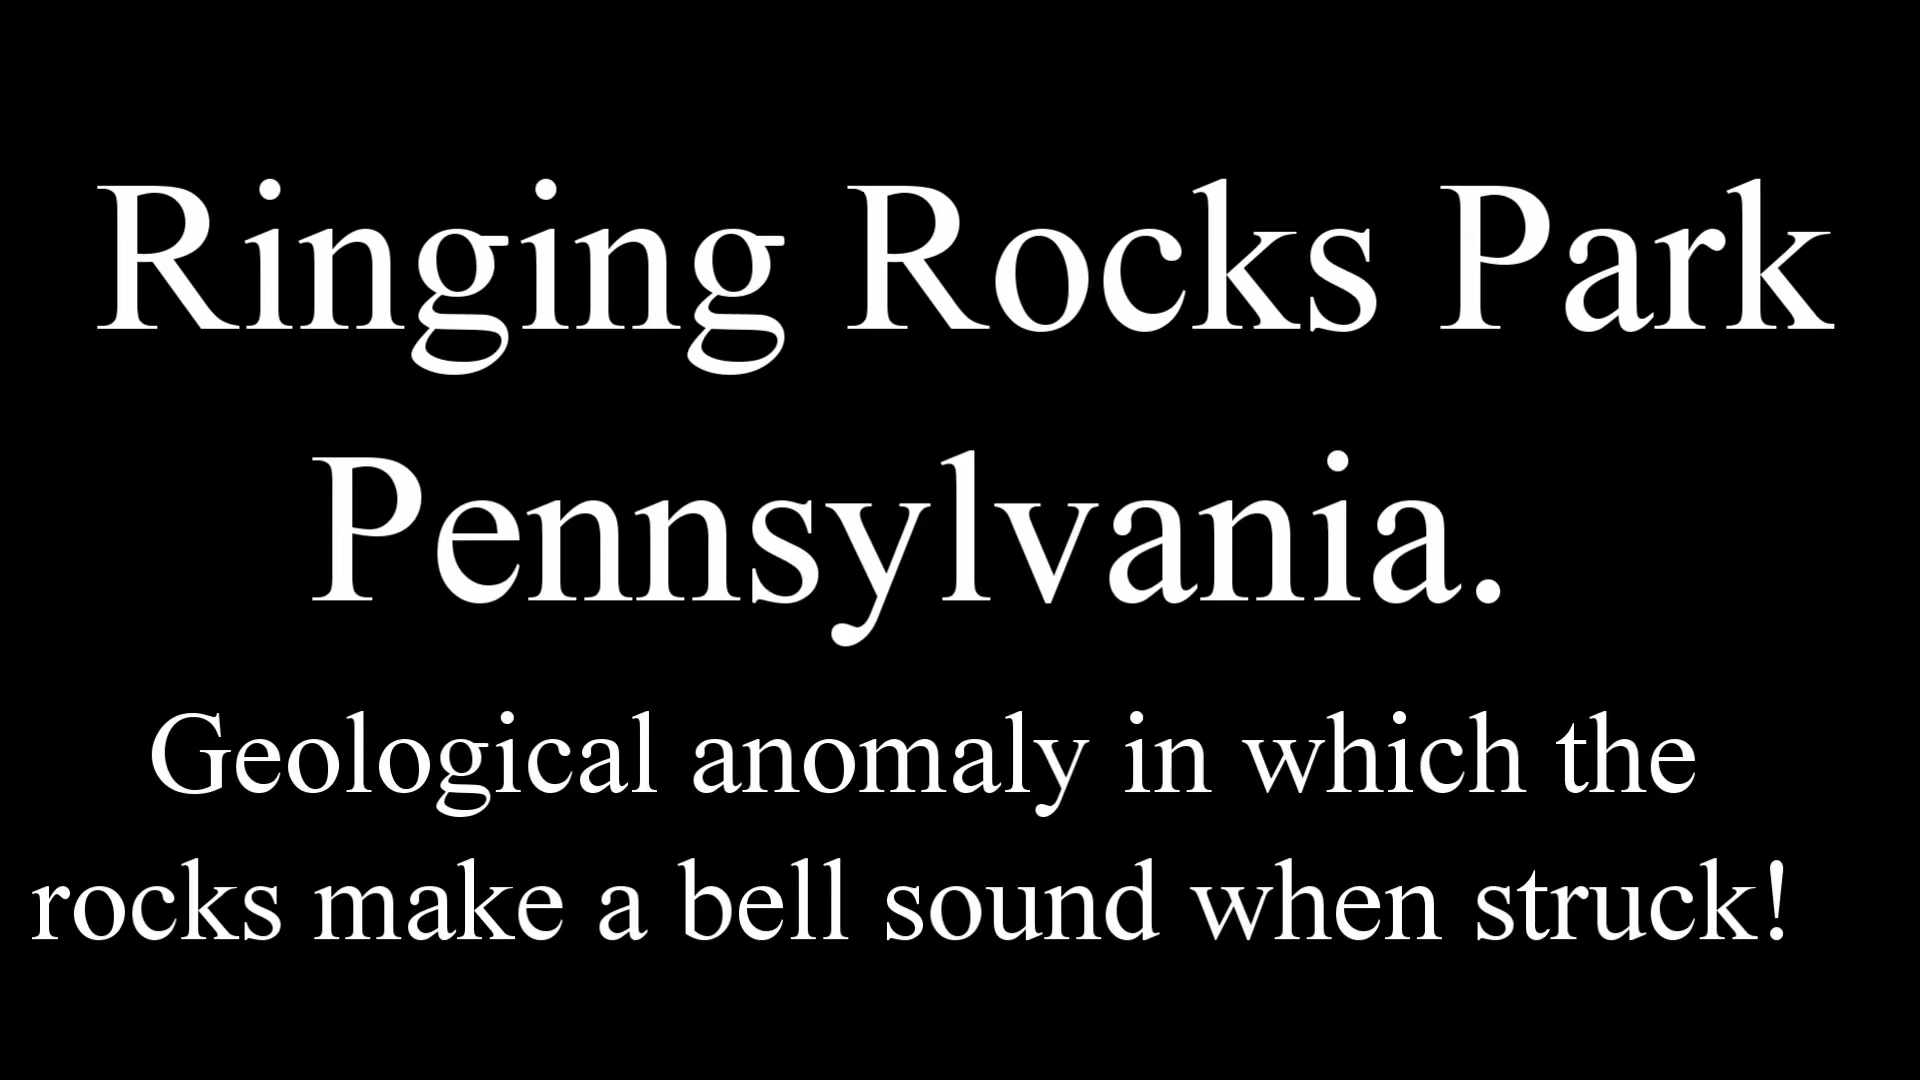 Ringing Rocks Park
Pennsylvania.
Geological anomaly in which the
rocks make a bell sound when struck!